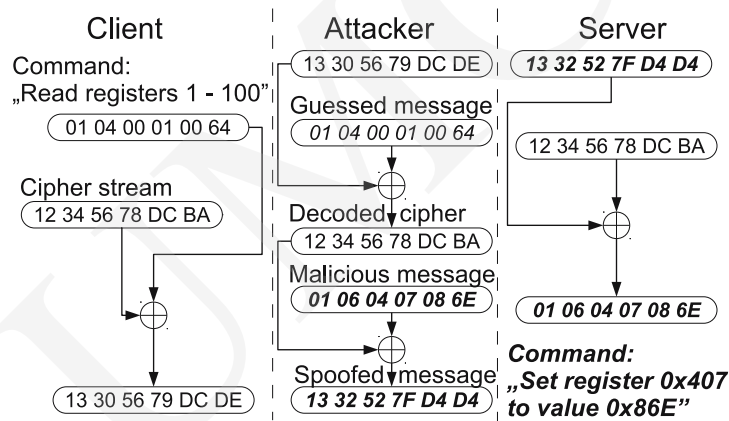 Client
Command:
„Read registers 1 - 100”
01 04 00 01 00 64
Cipher stream
12 34 56 78 DC BA
13 30 56 79 DC DE
Attacker
13 30 56 79 DC DE
Guessed message
01 04 00 01 00 64
Decoded cipher
12 34 56 78 DC BA
Malicious message
01 06 04 07 08 6E
Spoofed message
13 32 52 7F D4 D4
Server
13 32 52 7F D4 D4
12 34 56 78 DC BA
01 06 04 07 08 6E
Command:
„Set register 0x407
to value 0x86E”